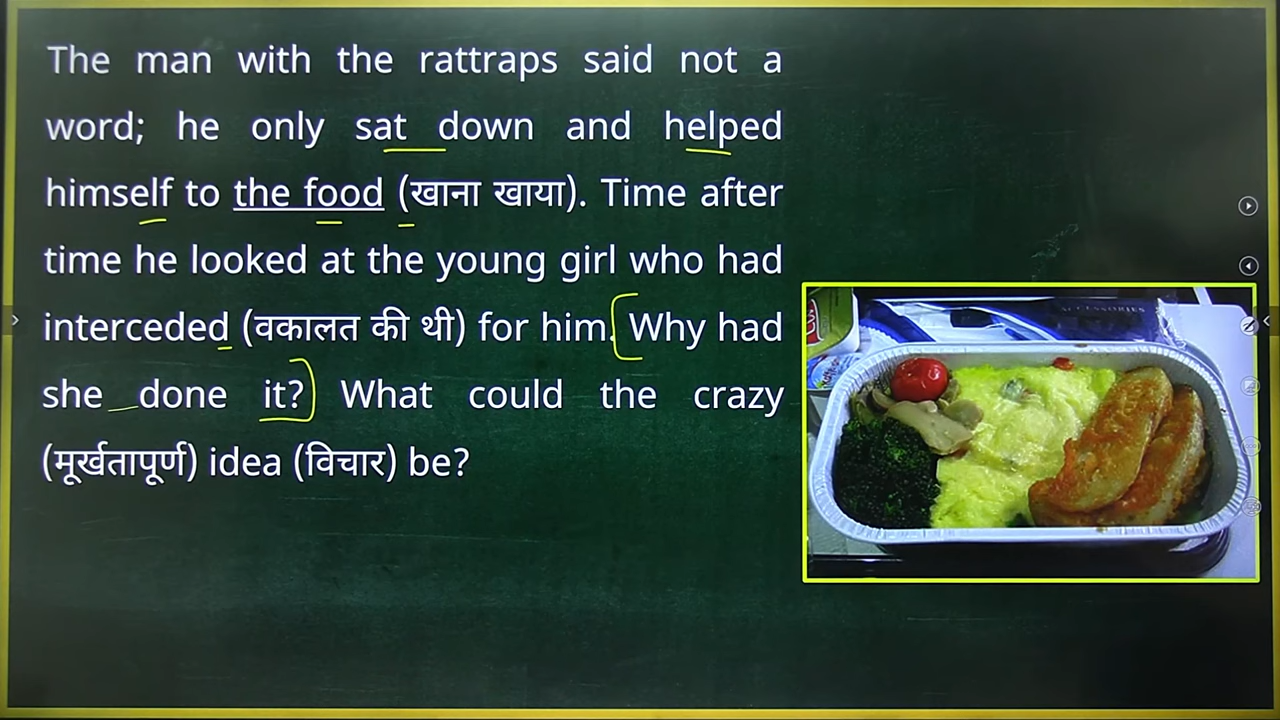 The man with the rattraps said not a
word; he only sat down and helped
himself to the food (खाना खाया). Time after
time he looked at the young girl who had
interceded (वकालत की थी) for him. Why had
she done it? What could the crazy
(मूर्खतापूर्ण) idea (विचार) be?
ACCESSORIES